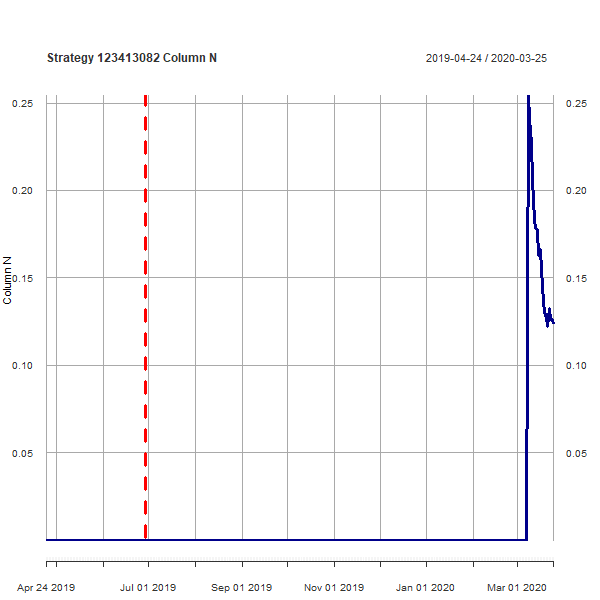 Strategy 123413082 Column N
2019-04-24 / 2020-03-25
0.25
0.25
0.20
0.20
0.15
0.15
Column N
0.10
0.10
0.05
0.05
Apr 24 2019
Jul 01 2019
Sep 01 2019
Nov 01 2019
Jan 01 2020
Mar 01 2020